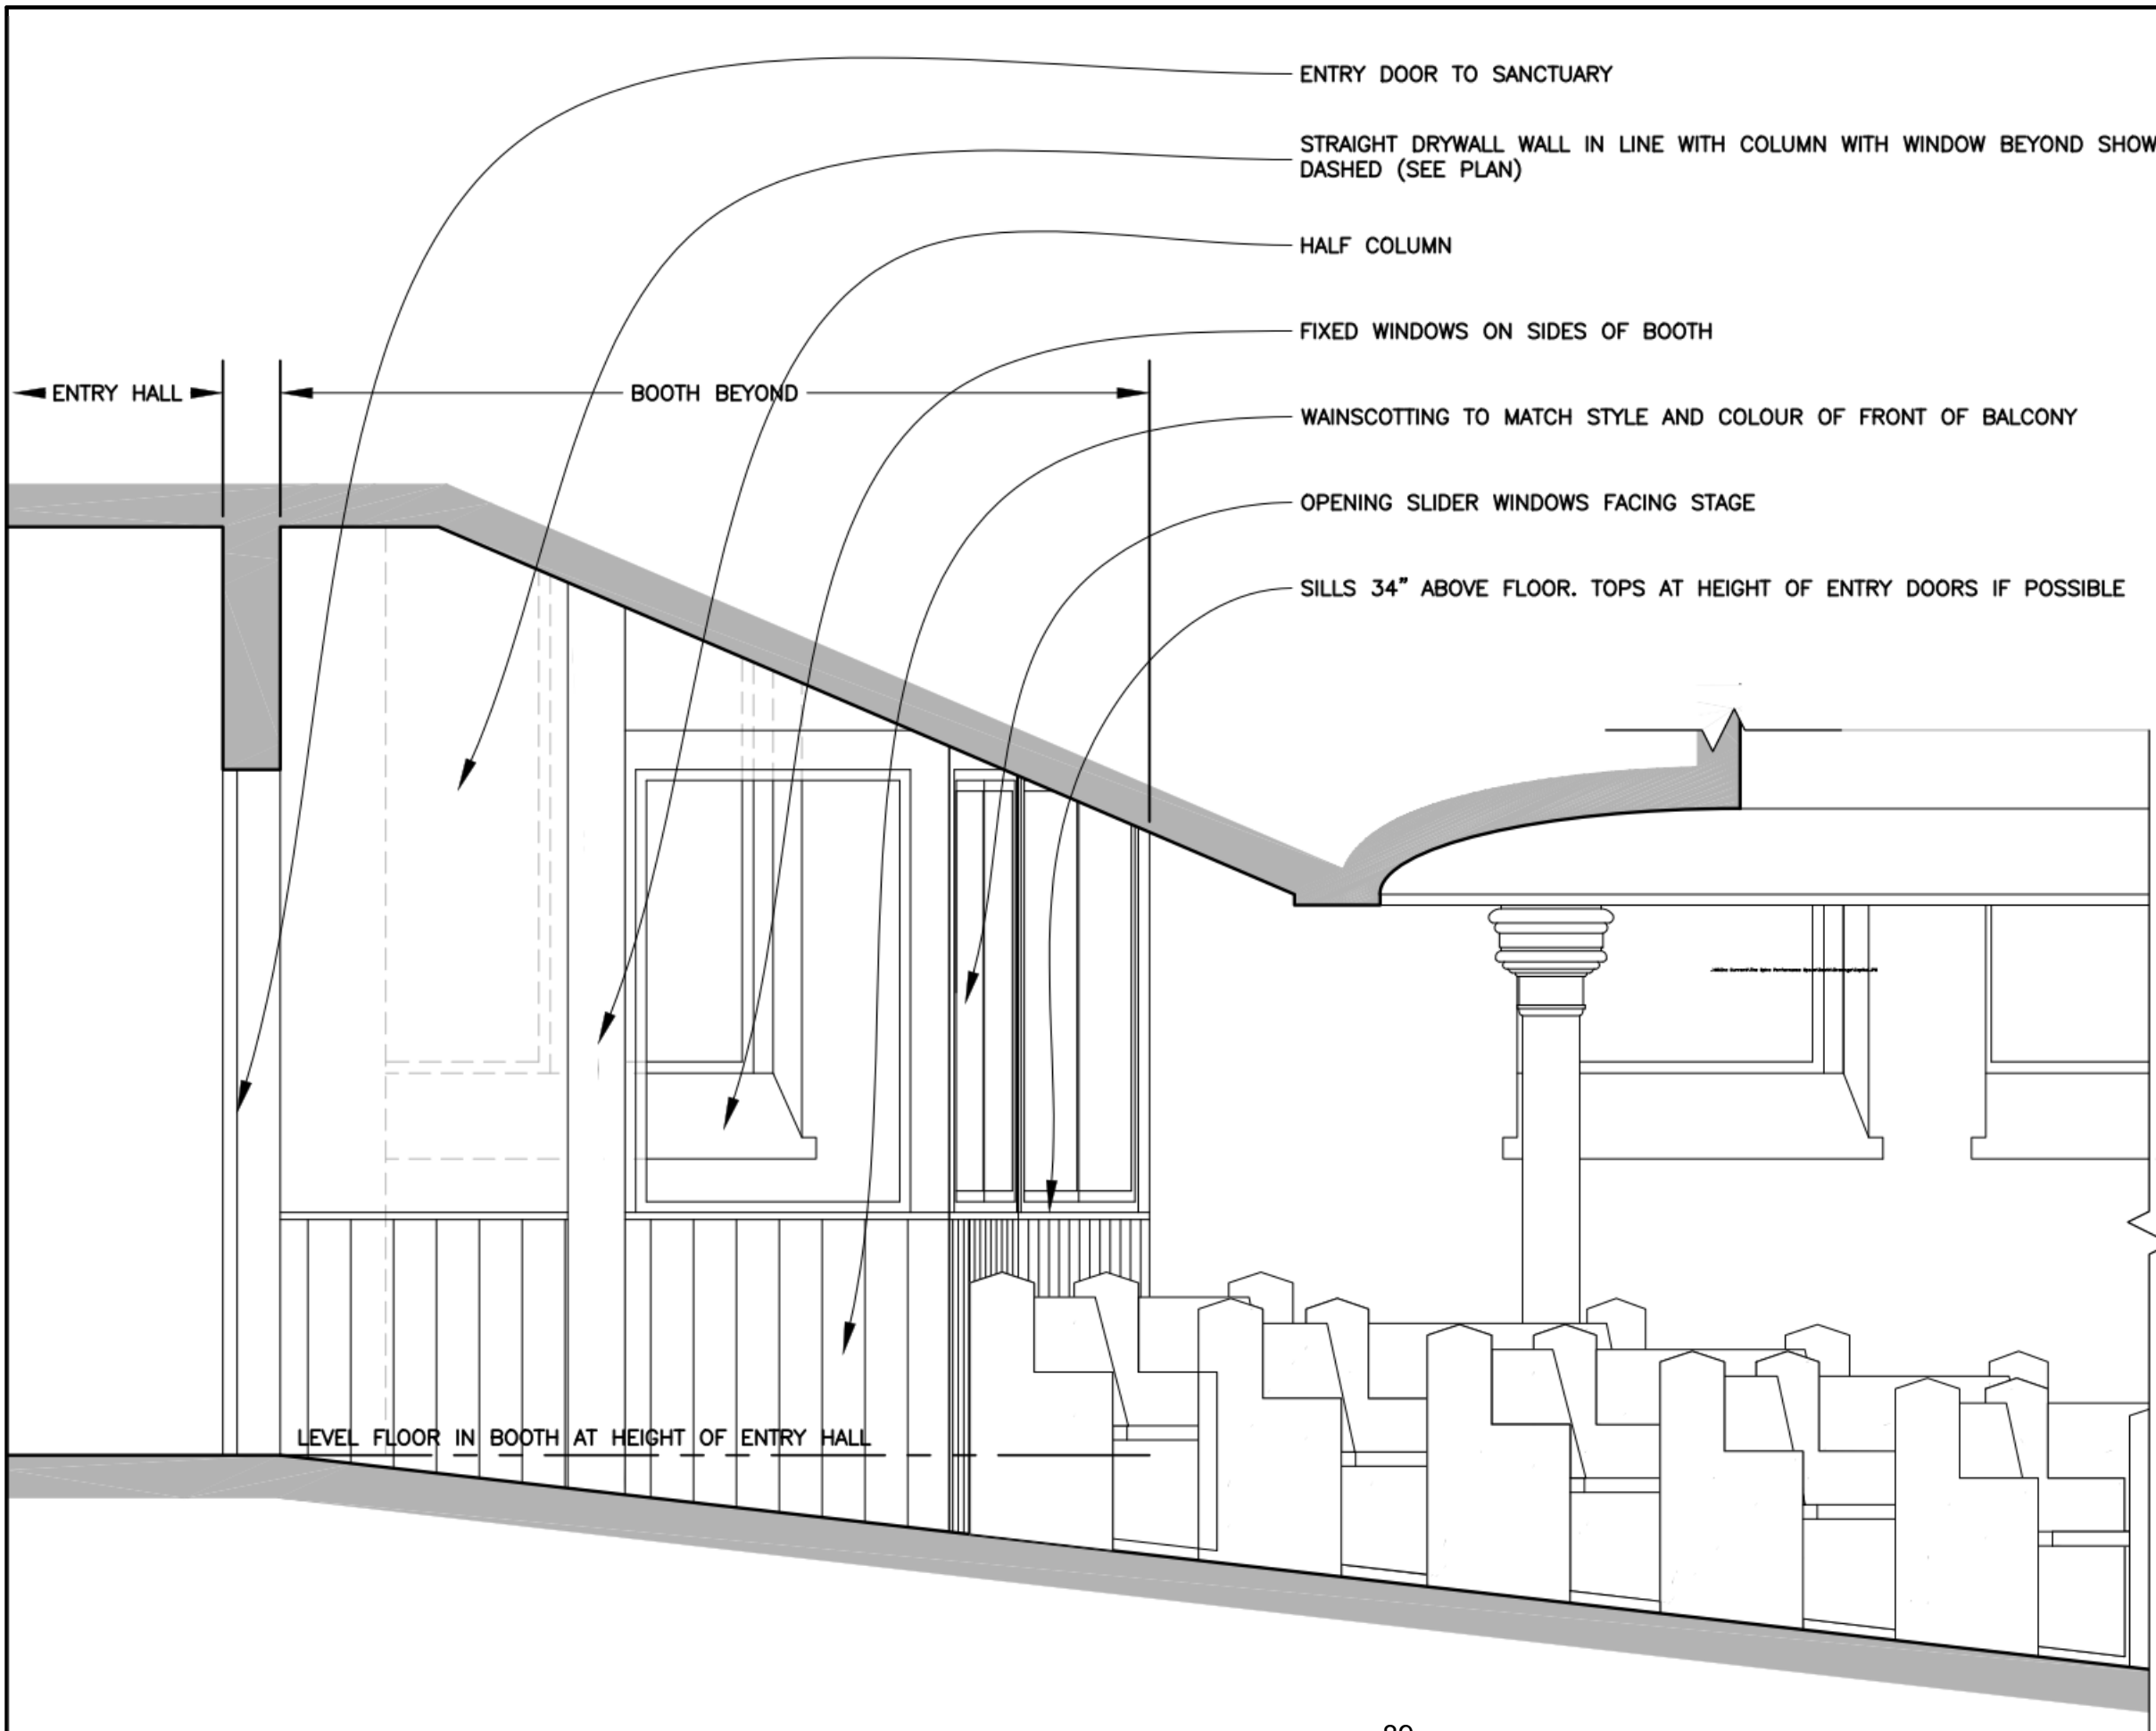 ENTRY DOOR TO SANCTUARY
STRAIGHT DRYWALL WALL IN LINE WITH COLUMN WITH WINDOW BEYOND SHOW
DASHED (SEE PLAN)
HALF COLUMN
FIXED WINDOWS ON SIDES OF BOOTH
ENTRY HALL
BOOTH BEYOND
WAINSCOTTING TO MATCH STYLE AND COLOUR OF FRONT OF BALCONY
OPENING SLIDER WINDOWS FACING STAGE
SILLS 34" ABOVE FLOOR. TOPS AT HEIGHT OF ENTRY DOORS IF POSSIBLE
LEVEL FLOOR IN BOOTH AT HEIGHT OF ENTRY HALL